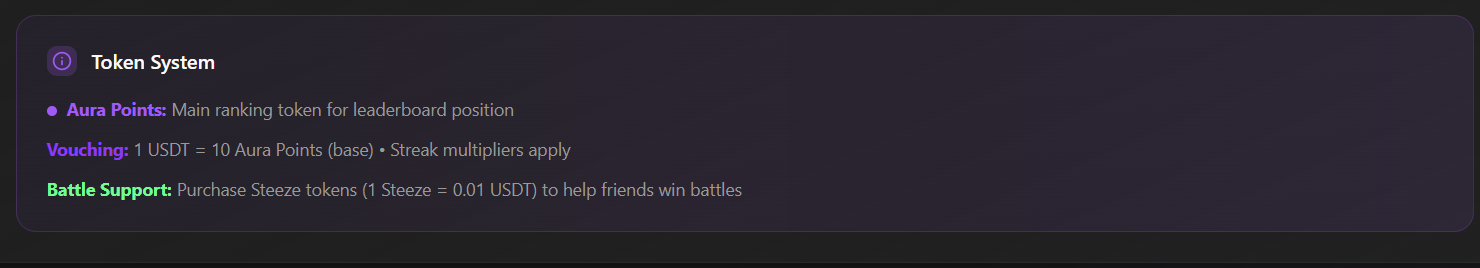 Token System
Aura Points: Main ranking token for leaderboard position
Vouching: 1 USDT = 10 Aura Points (base) • Streak multipliers apply
Battle Support: Purchase Steeze tokens (1 Steeze = 0.01 USDT) to help friends win battles